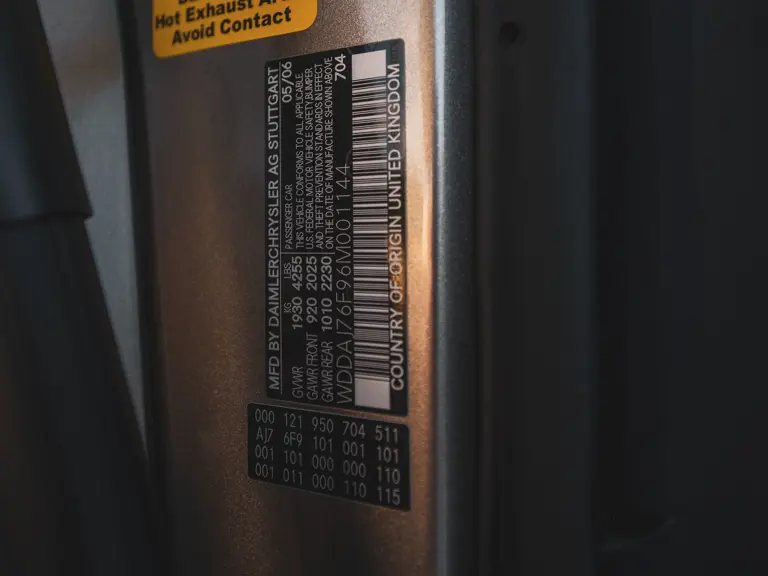 Hot Exhaust Area
Avoid Contact
MFD BY DAIMLERCHRYSLER AG STUTTGART
PASSENGER CAR 05/06
THIS VEHICLE CONFORMS TO ALL APPLICABLE
U.S. FEDERAL MOTOR VEHICLE SAFETY, BUMPER
AND THEFT PREVENTION STANDARDS IN EFFECT
ON THE DATE OF MANUFACTURE SHOWN ABOVE
704
KG LBS
GVWR 1930 4255
GAWR FRONT 920 2025
GAWR REAR 1010 2230
WDDAJ76F96M001144
COUNTRY OF ORIGIN UNITED KINGDOM
000 121 950 704 511
AJ7 6F9 101 001 101
001 101 000 000 110
001 011 000 110 115